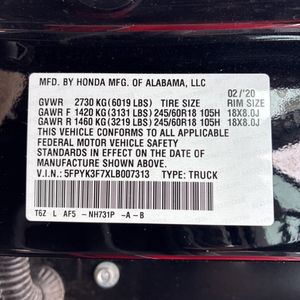 MFD. BY HONDA MFG. OF ALABAMA, LLC
02/'20
GVWR 2730 KG(6019 LBS) TIRE SIZE RIM SIZE
GAWR F 1420 KG(3131 LBS)245/60R18 105H 18X8.0J
GAWR R 1460 KG(3219 LBS)245/60R18 105H 18X8.0J
THIS VEHICLE CONFORMS TO ALL APPLICABLE
FEDERAL MOTOR VEHICLE SAFETY
STANDARDS IN EFFECT ON THE DATE OF
MANUFACTURE SHOWN ABOVE.
V.I.N.: 5FPYK3F7XLB007313 TYPE: TRUCK
T6Z L AF5 -NH731P -A-B